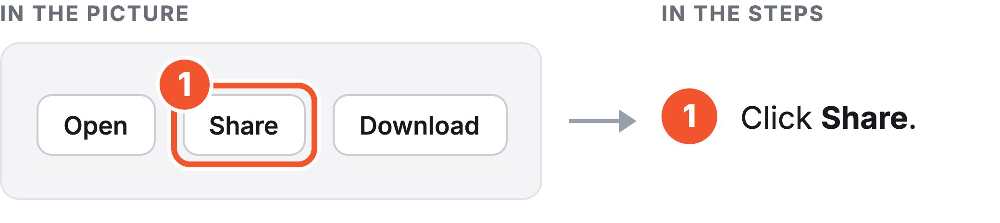 IN THE PICTURE
IN THE STEPS
1
Open
Share
Download
1
Click Share.